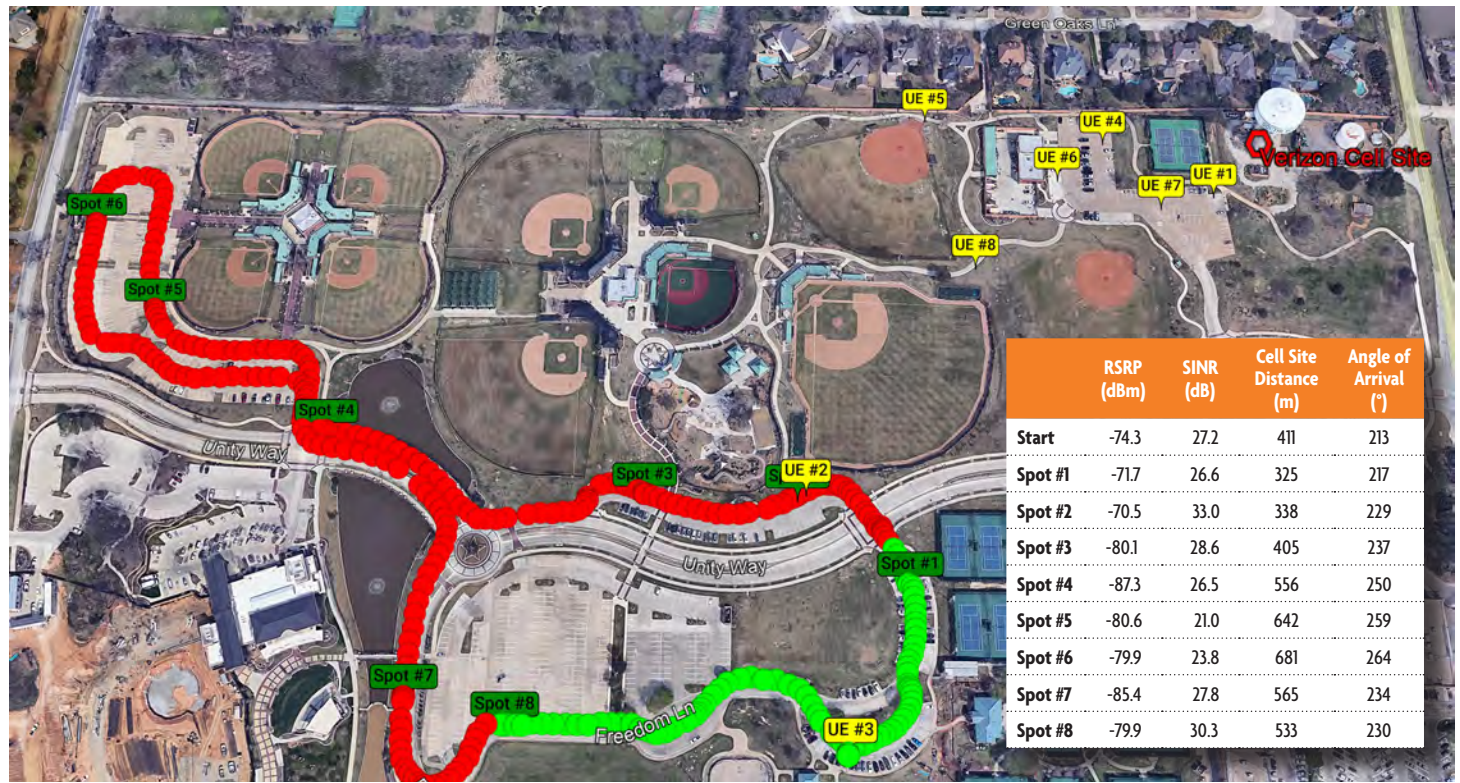 Green Oaks Ln
UE #5
UE #4
UE #6
Verizon Cell Site
UE #7
UE #1
Spot #6
UE #8
Spot #5
Spot #4
Unity Way
Spot #3
UE #2
Unity Way
Spot #1
Spot #7
Spot #8
Freedom Ln
UE #3
RSRP (dBm) SINR (dB) Cell Site Distance (m) Angle of Arrival (°)
Start -74.3 27.2 411 213
Spot #1 -71.7 26.6 325 217
Spot #2 -70.5 33.0 338 229
Spot #3 -80.1 28.6 405 237
Spot #4 -87.3 26.5 556 250
Spot #5 -80.6 21.0 642 259
Spot #6 -79.9 23.8 681 264
Spot #7 -85.4 27.8 565 234
Spot #8 -79.9 30.3 533 230